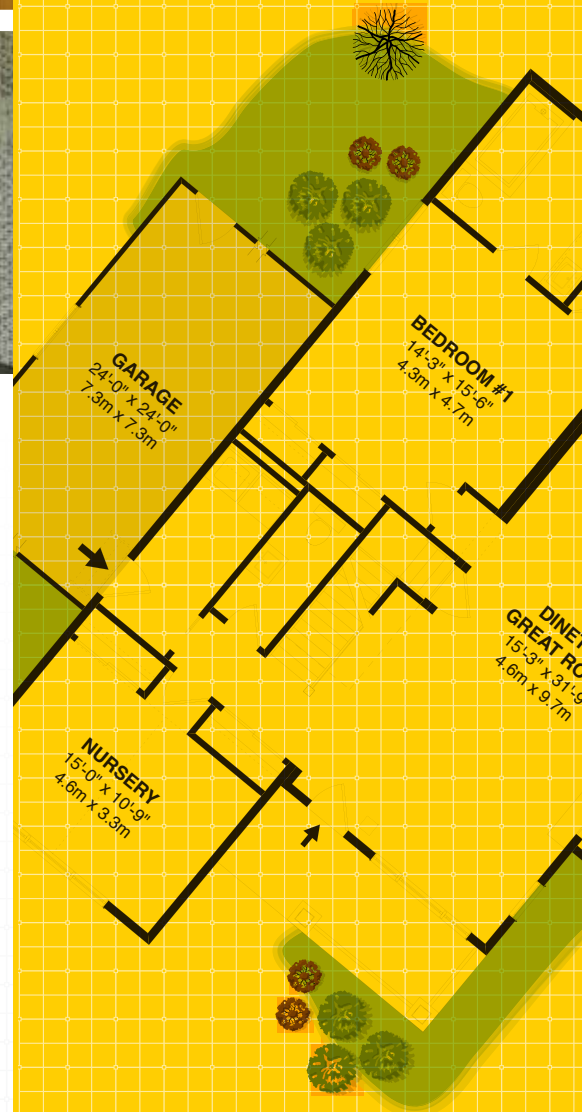 BEDROOM #1
14'-3" x 15'-6"
4.3m x 4.7m
GARAGE
24'-0" x 24'-0"
7.3m x 7.3m
15'-3" x 31'-9
4.6m x 9.7m
GREAT
NURSERY
15'-0" x 10'-9"
4.6m x 3.3m